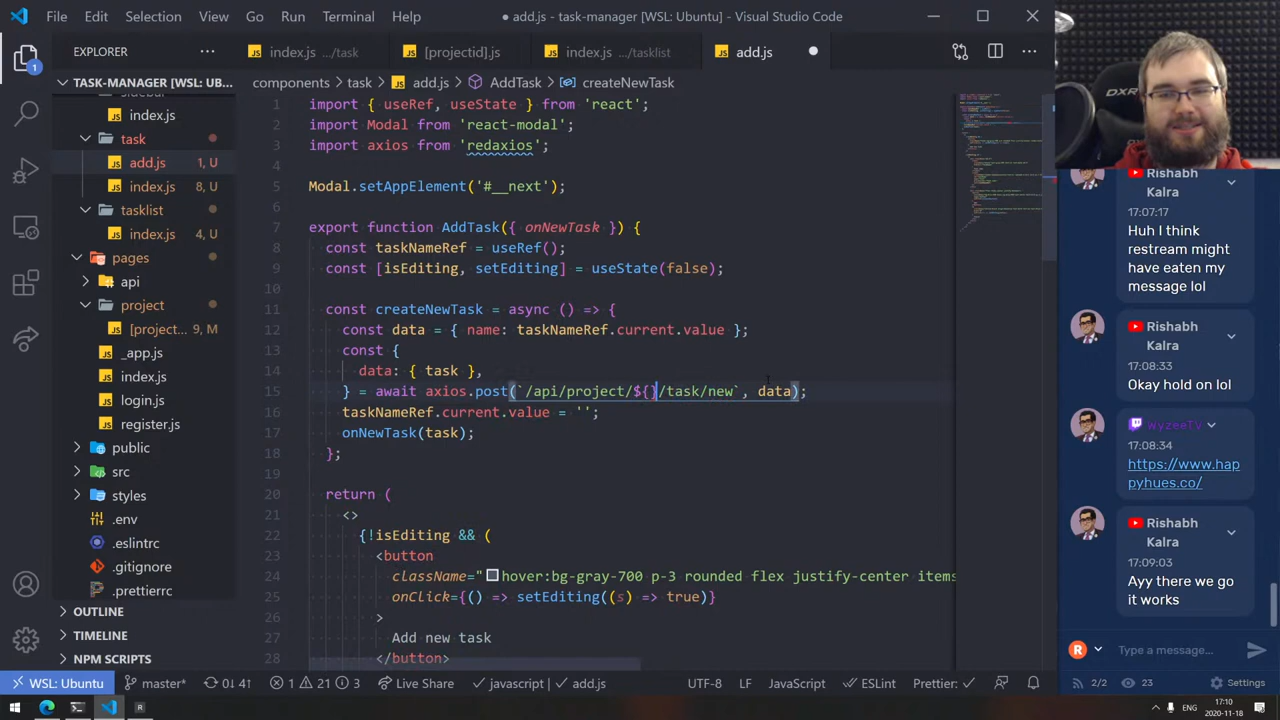 File Edit Selection View Go Run Terminal Help
● add.js - task-manager [WSL: Ubuntu] - Visual Studio Code
EXPLORER
index.js .../task
[projectid].js
index.js .../tasklist
add.js
TASK-MANAGER [WSL: UB...
components > task > add.js > AddTask > createNewTask
1
index.js
task
add.js 1, U
index.js 8, U
tasklist
index.js 4, U
pages
api
project
[project... 9, M
_app.js
index.js
login.js
register.js
public
src
styles
.env
.eslintrc
.gitignore
.prettierrc
OUTLINE
TIMELINE
NPM SCRIPTS
import { useRef, useState } from 'react';
2 import Modal from 'react-modal';
3 import axios from 'redaxios';
4
5 Modal.setAppElement('#__next');
6
7 export function AddTask({ onNewTask }) {
8 const taskNameRef = useRef();
9 const [isEditing, setEditing] = useState(false);
10
11 const createNewTask = async () => {
12 const data = { name: taskNameRef.current.value };
13 const {
14 data: { task },
15 } = await axios.post(`/api/project/${}/task/new`, data);
16 taskNameRef.current.value = '';
17 onNewTask(task);
18 };
19
20 return (
21 <>
22 {!isEditing && (
23 <button
24 className="hover:bg-gray-700 p-3 rounded flex justify-center items
25 onClick={() => setEditing((s) => true)}
26 >
27 Add new task
28 </button>
DXR
Rishabh Kalra
17:07:17
Huh I think
restream might
have eaten my
message lol
Rishabh
Kalra
17:08:33
Okay hold on lol
WyzeeTV
17:08:34
https://www.hap
pyhues.co/
Rishabh
Kalra
17:09:03
Ayy there we go
it works
R
Type a message...
2/2 23 Settings
WSL: Ubuntu master* 0↓ 4↑ 1 21 3 Live Share javascript add.js UTF-8 LF JavaScript ESLint Prettier:
ENG
17:10
2020-11-18